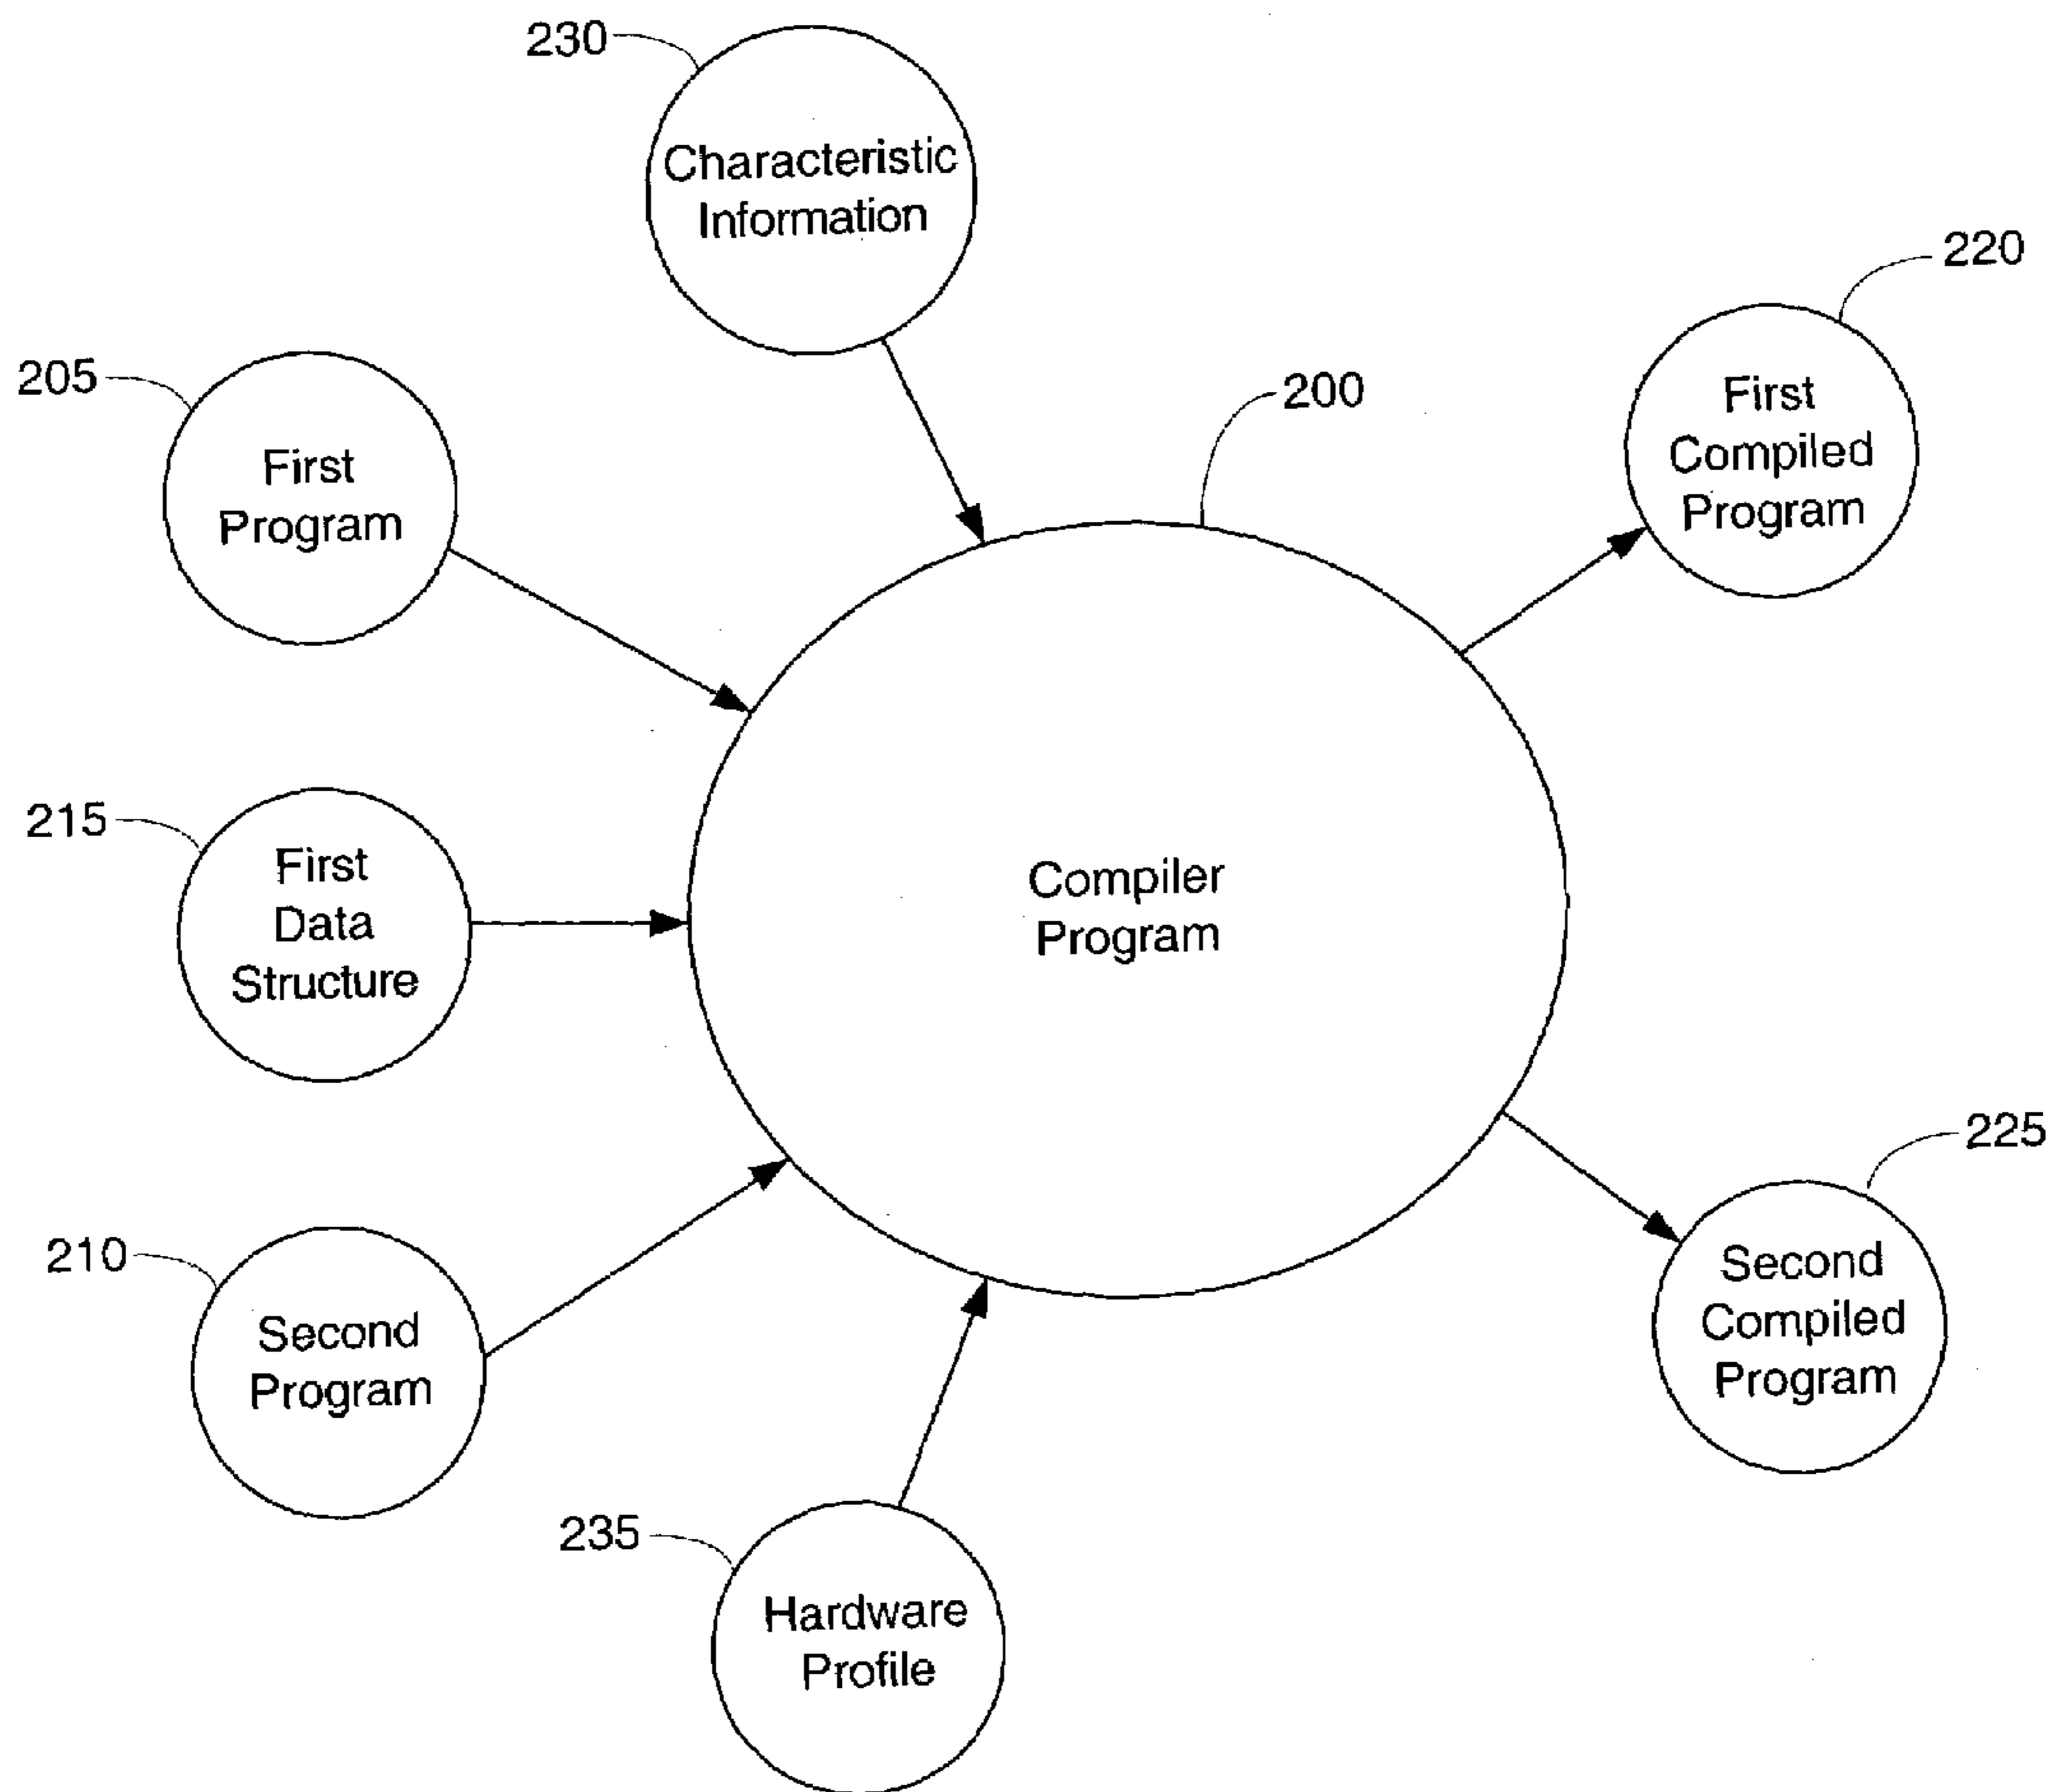 230
Characteristic
Information
220
First
Compiled
Program
205
First
Program
200
215
First
Data
Structure
Compiler
Program
225
Second
Compiled
Program
210
Second
Program
235
Hardware
Profile